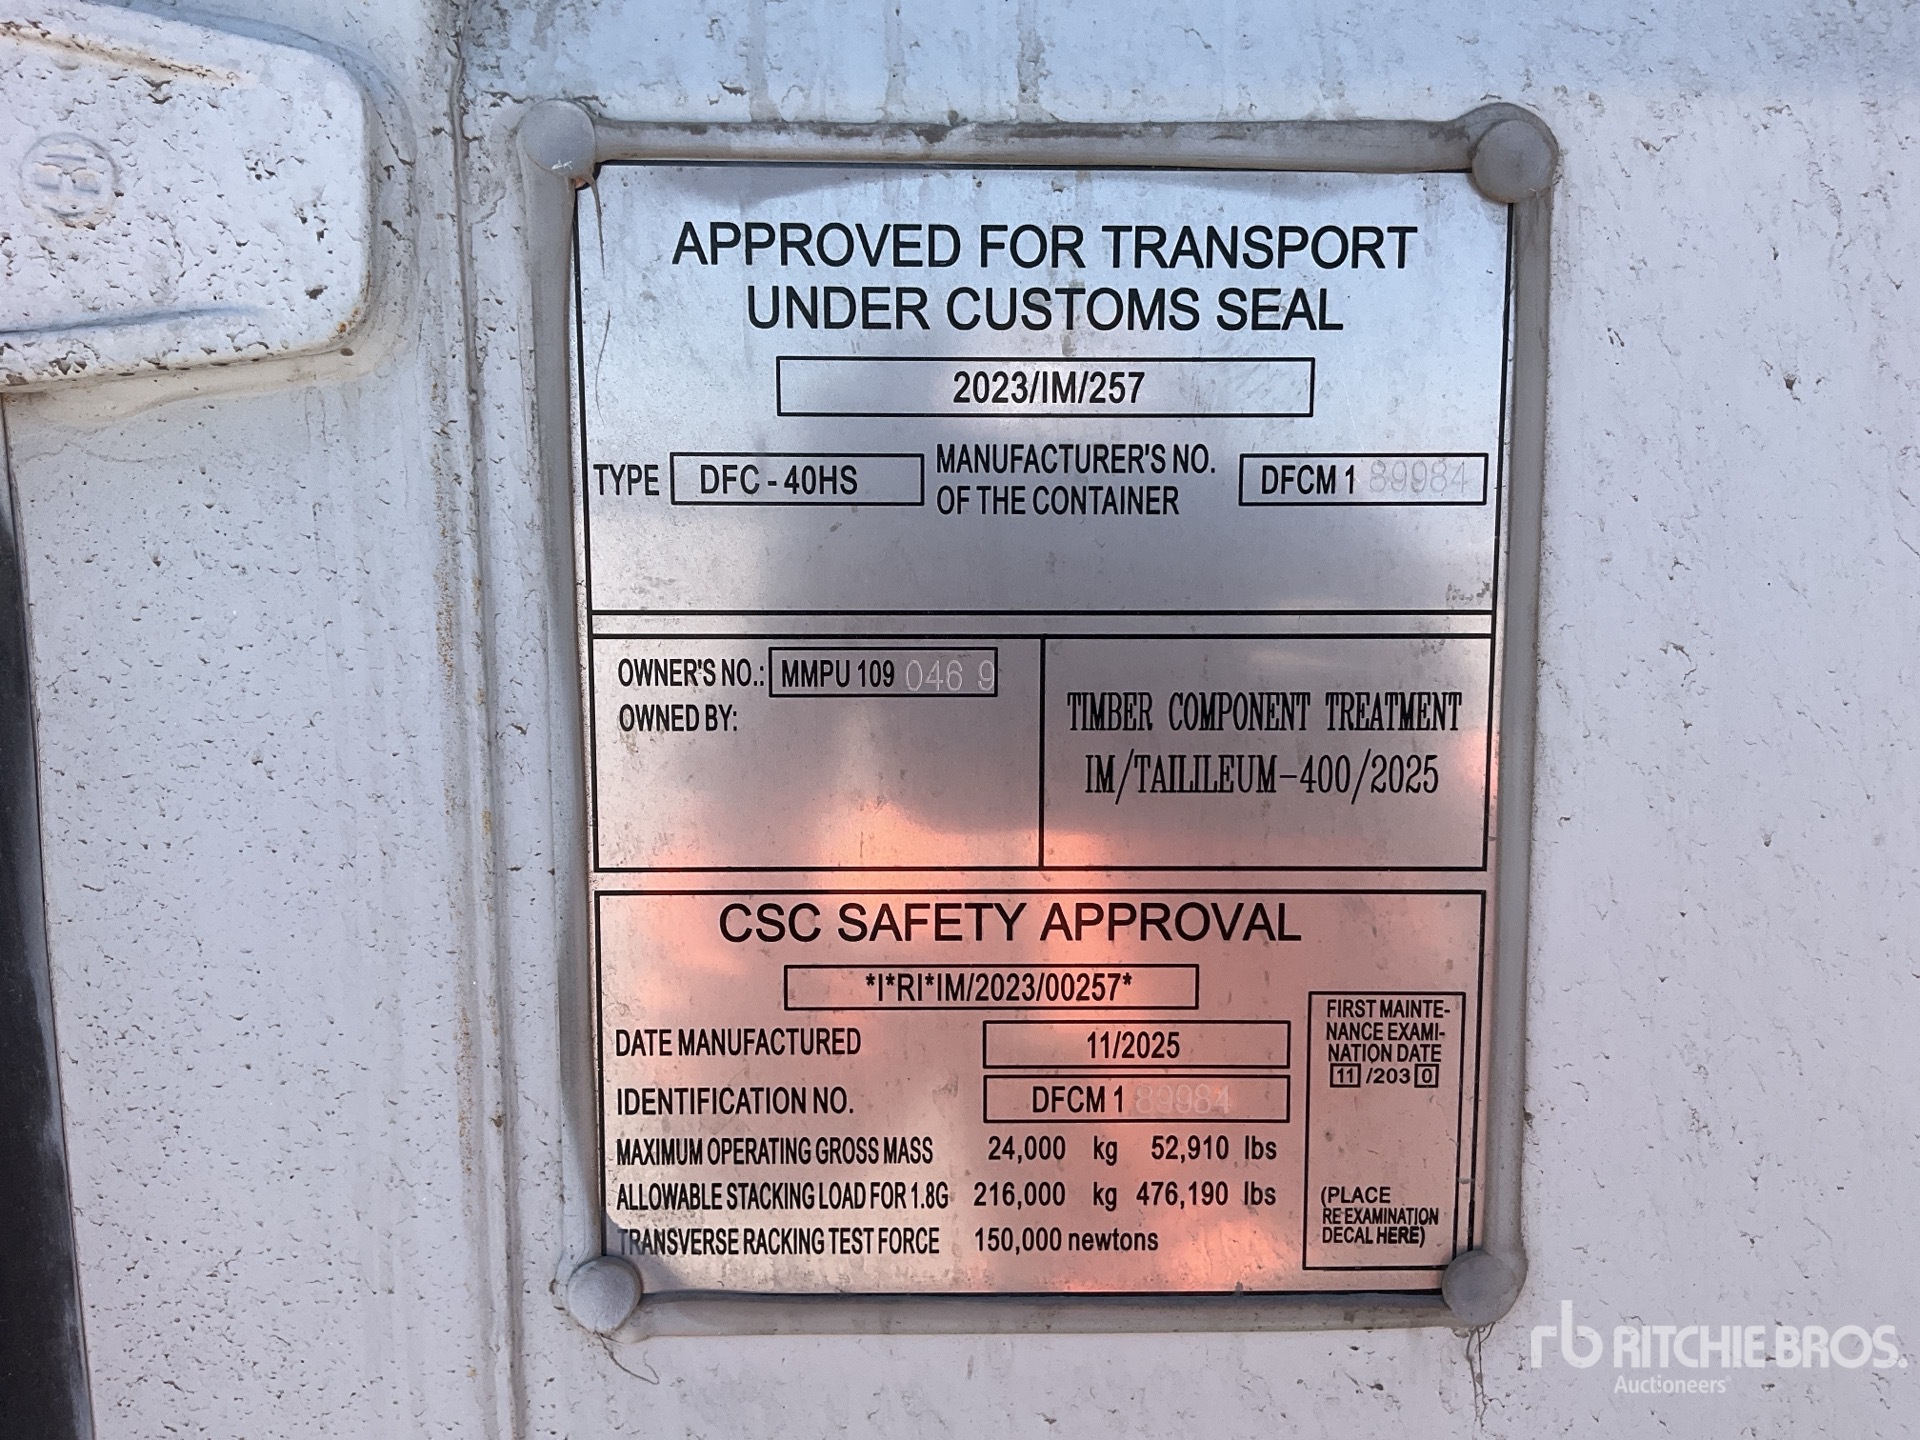 APPROVED FOR TRANSPORT
UNDER CUSTOMS SEAL
2023/IM/257
TYPE DFC - 40HS MANUFACTURER'S NO. OF THE CONTAINER DFCM 1 89984
OWNER'S NO.: MMPU 109 046 9
OWNED BY:
TIMBER COMPONENT TREATMENT
IM/TAILILEUM-400/2025
CSC SAFETY APPROVAL
*I*RI*IM/2023/00257*
DATE MANUFACTURED 11/2025
IDENTIFICATION NO. DFCM 1 89984
MAXIMUM OPERATING GROSS MASS 24,000 kg 52,910 lbs
ALLOWABLE STACKING LOAD FOR 1.8G 216,000 kg 476,190 lbs
TRANSVERSE RACKING TEST FORCE 150,000 newtons
FIRST MAINTE-
NANCE EXAMI-
NATION DATE
11 /203 0
(PLACE
RE EXAMINATION
DECAL HERE)
rb RITCHIE BROS.
Auctioneers